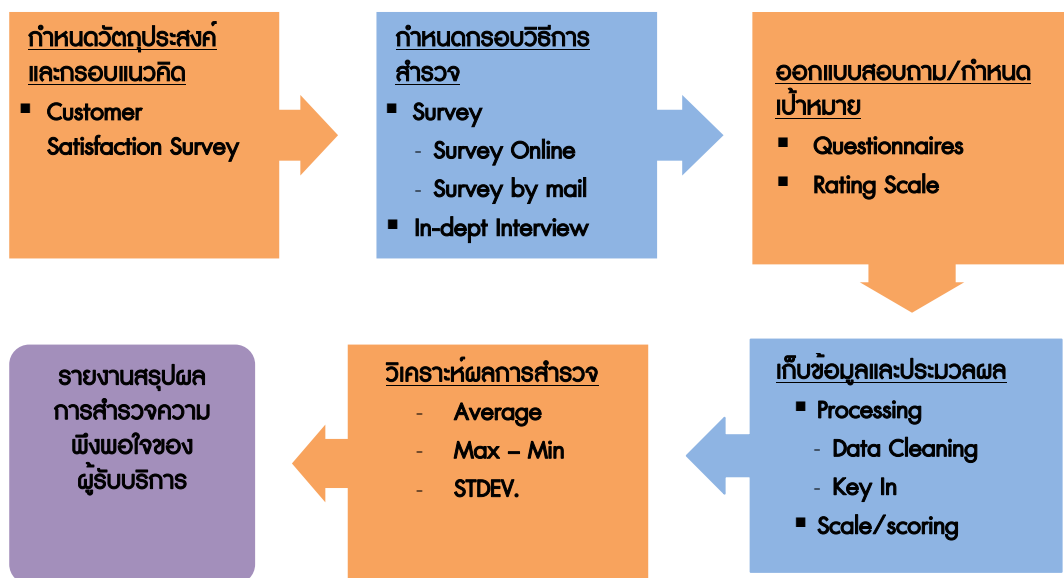 กำหนดวัตถุประสงค์
และกรอบแนวคิด
▪ Customer
Satisfaction Survey
กำหนดกรอบวิธีการ
สำรวจ
▪ Survey
- Survey Online
- Survey by mail
▪ In-dept Interview
ออกแบบสอบถาม/กำหนด
เป้าหมาย
▪ Questionnaires
▪ Rating Scale
เก็บข้อมูลและประมวลผล
▪ Processing
- Data Cleaning
- Key In
▪ Scale/scoring
วิเคราะห์ผลการสำรวจ
- Average
- Max – Min
- STDEV.
รายงานสรุปผล
การสำรวจความ
พึงพอใจของ
ผู้รับบริการ